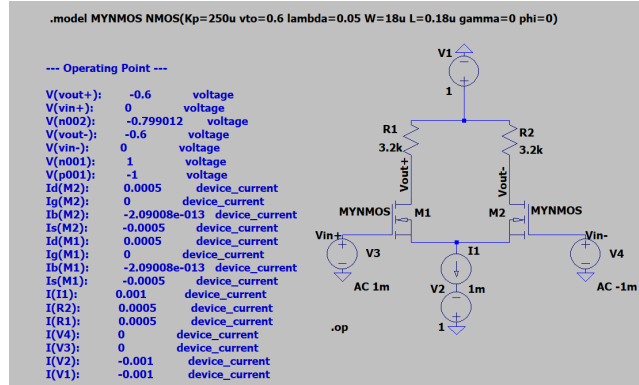 .model MYNMOS NMOS(Kp=250u vto=0.6 lambda=0.05 W=18u L=0.18u gamma=0 phi=0)
--- Operating Point ---
V(vout+): -0.6 voltage
V(vin+): 0 voltage
V(n002): -0.799012 voltage
V(vout-): -0.6 voltage
V(vin-): 0 voltage
V(n001): 1 voltage
V(p001): -1 voltage
Id(M2): 0.0005 device_current
Ig(M2): 0 device_current
Ib(M2): -2.09008e-013 device_current
Is(M2): -0.0005 device_current
Id(M1): 0.0005 device_current
Ig(M1): 0 device_current
Ib(M1): -2.09008e-013 device_current
Is(M1): -0.0005 device_current
I(I1): 0.001 device_current
I(R2): 0.0005 device_current
I(R1): 0.0005 device_current
I(V4): 0 device_current
I(V3): 0 device_current
I(V2): -0.001 device_current
I(V1): -0.001 device_current
V1
1
R1
3.2k
R2
3.2k
Vout+
Vout-
MYNMOS
M1
M2
MYNMOS
Vin+
V3
AC 1m
I1
1m
V2
1
Vin-
V4
AC -1m
.op